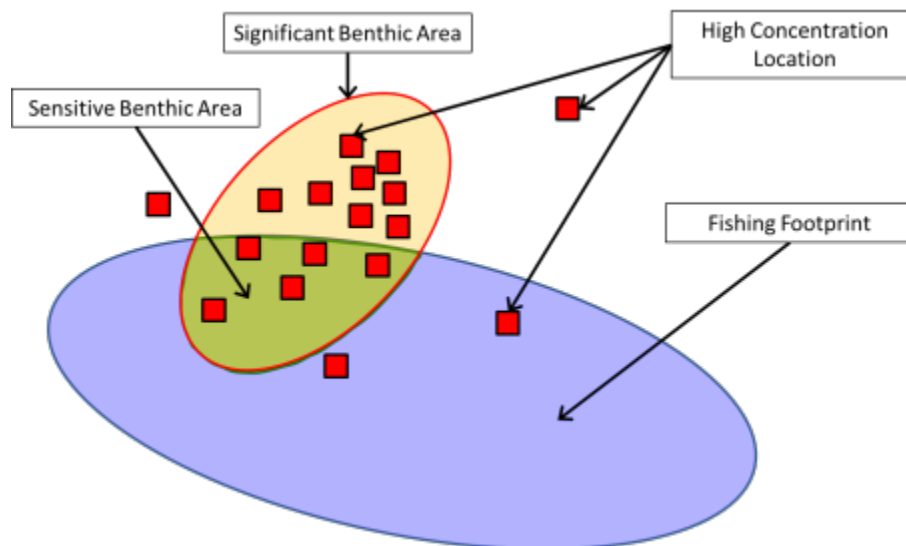 Significant Benthic Area
High Concentration
Location
Sensitive Benthic Area
Fishing Footprint